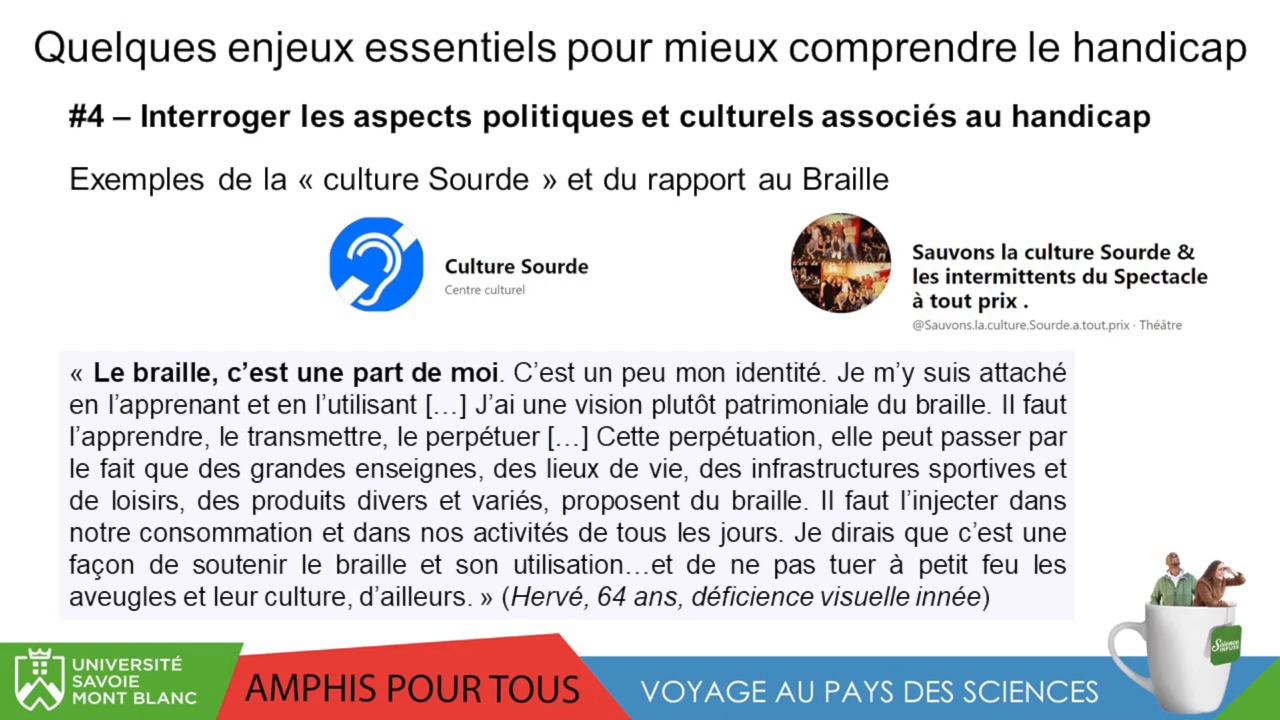 Quelques enjeux essentiels pour mieux comprendre le handicap
#4 – Interroger les aspects politiques et culturels associés au handicap
Exemples de la « culture Sourde » et du rapport au Braille
Culture Sourde
Centre culturel
Sauvons la culture Sourde &
les intermittents du Spectacle
à tout prix .
@Sauvons.la.culture.Sourde.a.tout.prix · Théâtre
« Le braille, c’est une part de moi. C’est un peu mon identité. Je m’y suis attaché
en l’apprenant et en l’utilisant […] J’ai une vision plutôt patrimoniale du braille. Il faut
l’apprendre, le transmettre, le perpétuer […] Cette perpétuation, elle peut passer par
le fait que des grandes enseignes, des lieux de vie, des infrastructures sportives et
de loisirs, des produits divers et variés, proposent du braille. Il faut l’injecter dans
notre consommation et dans nos activités de tous les jours. Je dirais que c’est une
façon de soutenir le braille et son utilisation…et de ne pas tuer à petit feu les
aveugles et leur culture, d’ailleurs. » (Hervé, 64 ans, déficience visuelle innée)
Science
INFUSE
UNIVERSITÉ
SAVOIE
MONT BLANC
AMPHIS POUR TOUS
VOYAGE AU PAYS DES SCIENCES